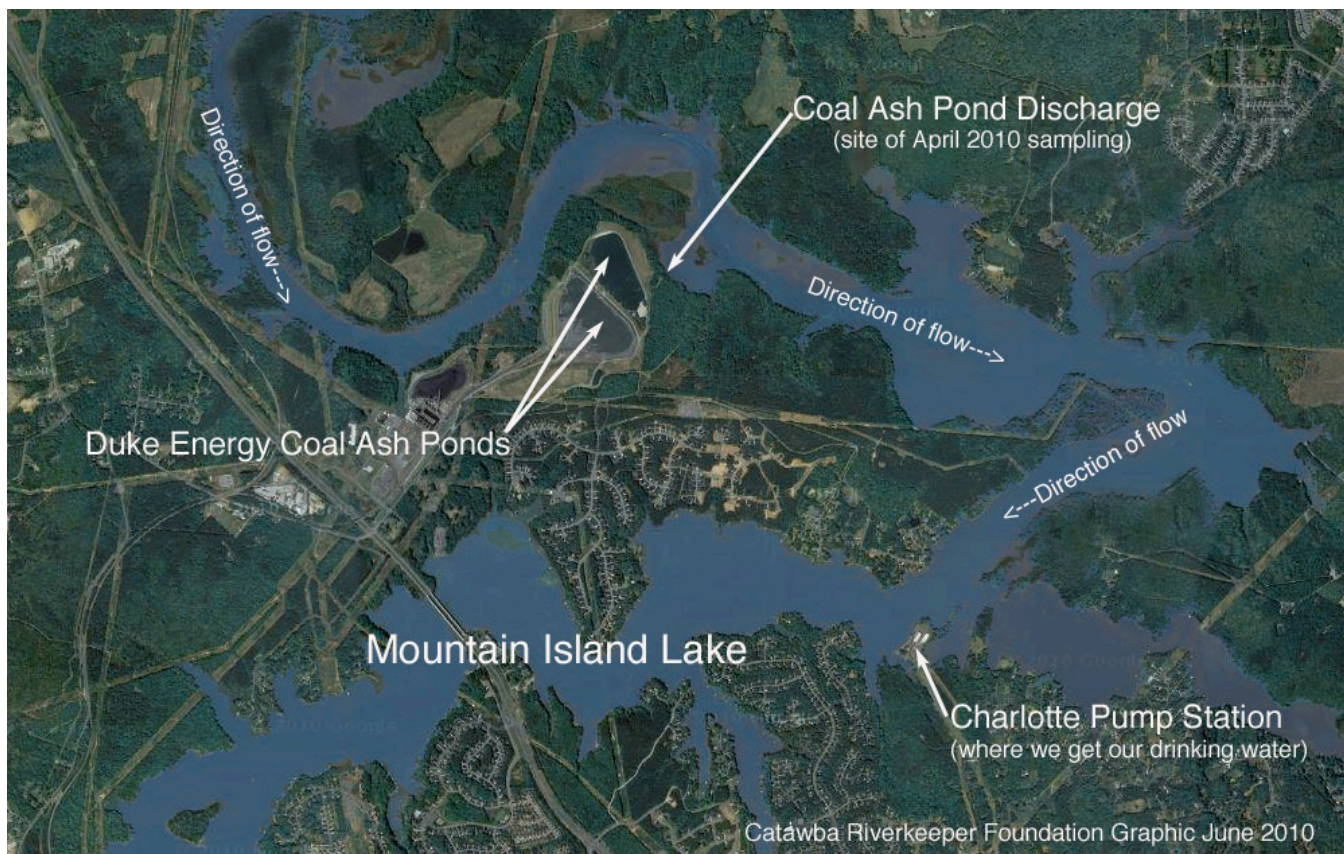 Coal Ash Pond Discharge
(site of April 2010 sampling)
Direction of flow--->
Direction of flow--->
<---Direction of flow
Duke Energy Coal Ash Ponds
Mountain Island Lake
Charlotte Pump Station
(where we get our drinking water)
Catawba Riverkeeper Foundation Graphic June 2010